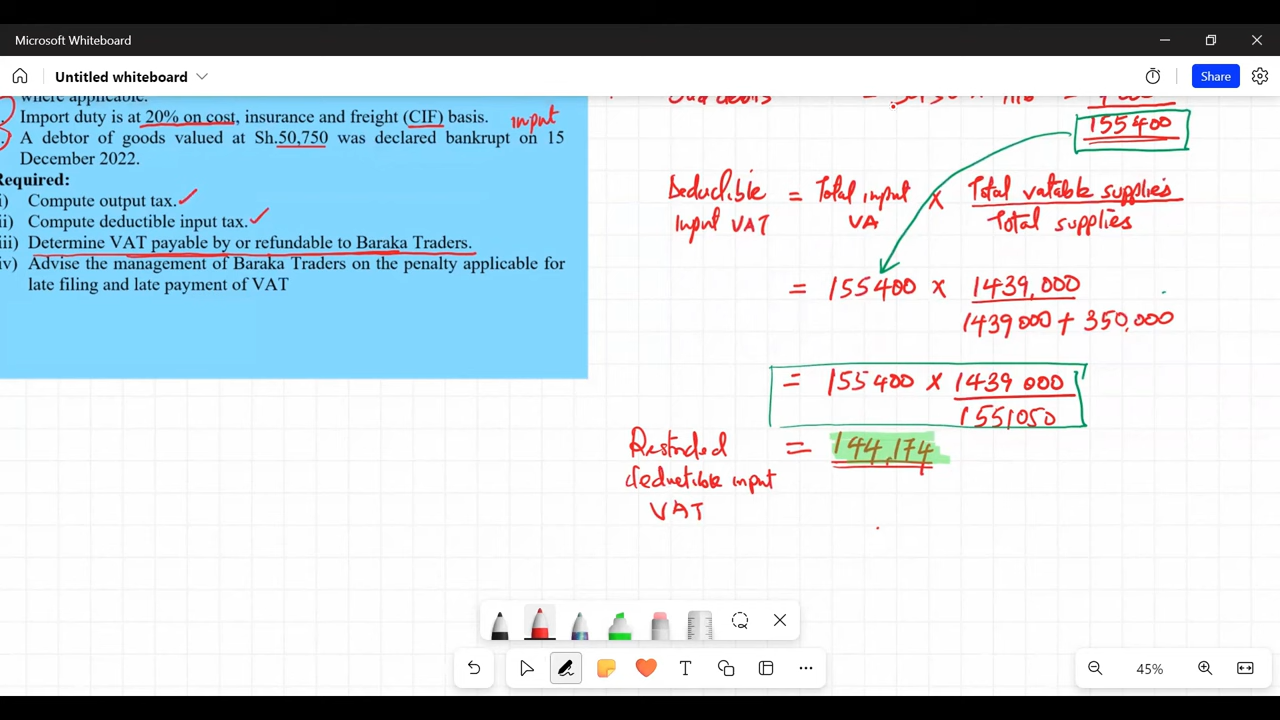 Microsoft Whiteboard
Untitled whiteboard
Share
where applicable.
Import duty is at 20% on cost, insurance and freight (CIF) basis. input
A debtor of goods valued at Sh.50,750 was declared bankrupt on 15
December 2022.
Required:
i) Compute output tax.
ii) Compute deductible input tax.
iii) Determine VAT payable by or refundable to Baraka Traders.
iv) Advise the management of Baraka Traders on the penalty applicable for
late filing and late payment of VAT
155400
Deductible = Total input × Total vatable supplies
Input VAT VA Total supplies
= 155400 × 1439,000
1439000 + 350,000
= 155400 × 1439 000
1551050
= 144,174
deductible input
VAT
45%